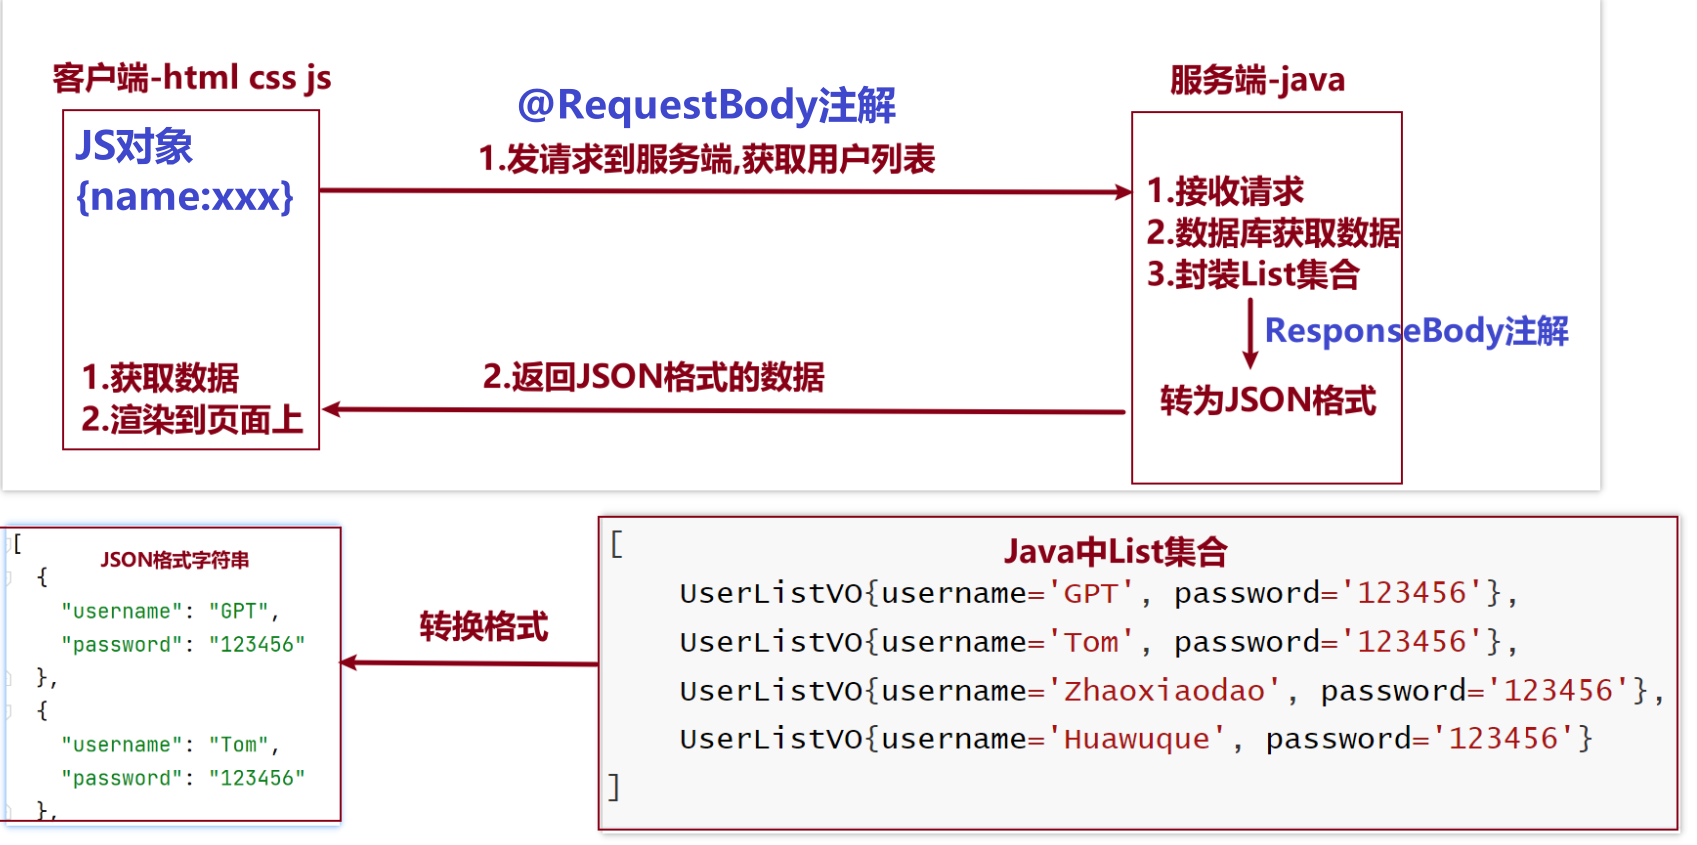 客户端-html css js
JS对象
{name:xxx}
1.获取数据
2.渲染到页面上
@RequestBody注解
1.发请求到服务端,获取用户列表
2.返回JSON格式的数据
服务端-java
1.接收请求
2.数据库获取数据
3.封装List集合
ResponseBody注解
转为JSON格式
[
JSON格式字符串
{
"username": "GPT",
"password": "123456"
},
{
"username": "Tom",
"password": "123456"
},
转换格式
[
Java中List集合
UserListVO{username='GPT', password='123456'},
UserListVO{username='Tom', password='123456'},
UserListVO{username='Zhaoxiaodao', password='123456'},
UserListVO{username='Huawuque', password='123456'}
]